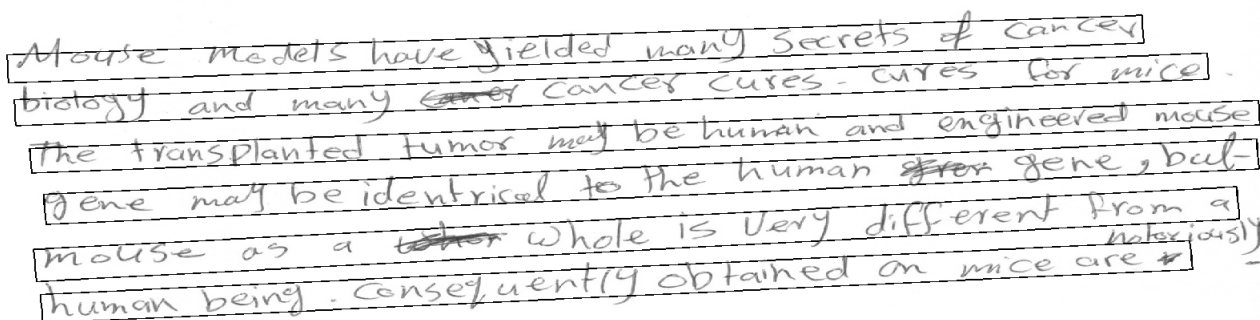 Mouse models have yielded many secrets of cancer
biology and many cancer cures. cures for mice.
The transplanted tumor may be human and engineered mouse
gene may be identrical to the human gene, but
mouse as a whole is very different from a
human being. Consequently obtained on mice are notoriously